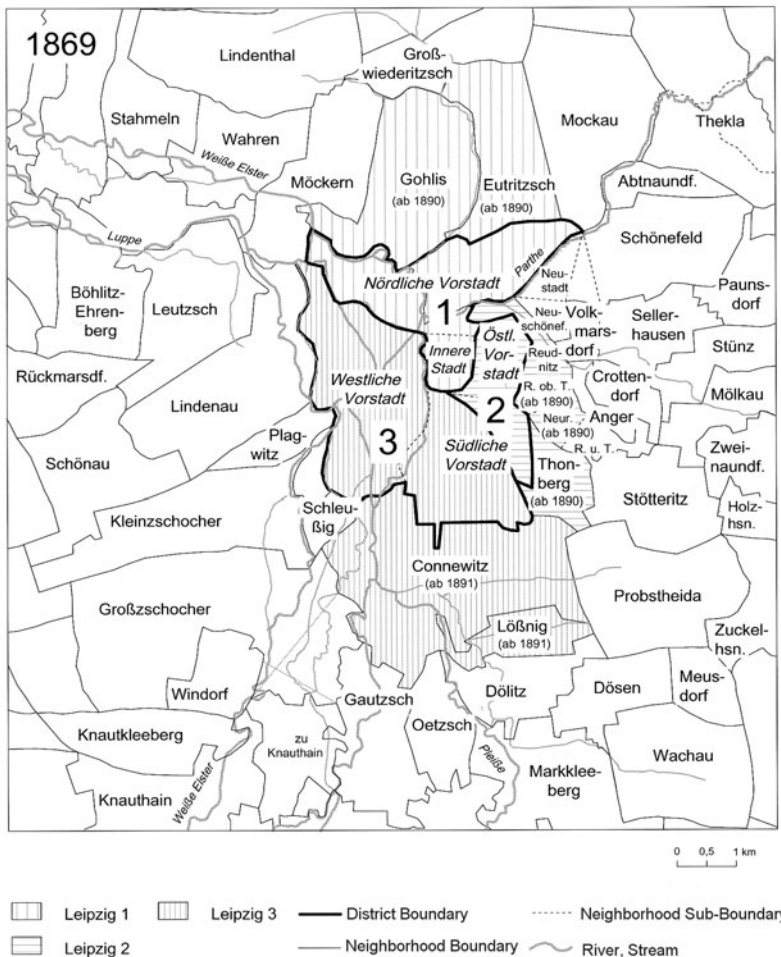 1869
Lindenthal
Groß-
wiederitzsch
Stahmeln
Wahren
Weiße Elster
Möckern
Gohlis
(ab 1890)
Eutritzsch
(ab 1890)
Mockau
Thekla
Abtnaundf.
Luppe
Parthe
Schönefeld
Nördliche Vorstadt
Neu-
stadt
Böhlitz-
Ehren-
berg
Leutzsch
1
Neu-
schönef.
Volk-
mars-
dorf
Seller-
hausen
Pauns-
dorf
Innere
Stadt
Östl.
Vor-
stadt
Reud-
nitz
Stünz
Rückmarsdf.
Westliche
Vorstadt
R. ob. T.
(ab 1890)
Crotten-
dorf
Mölkau
Lindenau
2
Neur.
(ab 1890)
Anger
Plag-
witz
3
Südliche
Vorstadt
R. u. T.
Zwei-
naundf.
Schönau
Thon-
berg
(ab 1890)
Stötteritz
Holz-
hsn.
Schleu-
ßig
Kleinzschocher
Connewitz
(ab 1891)
Großzschocher
Probstheida
Lößnig
(ab 1891)
Zuckel-
hsn.
Windorf
Gautzsch
Dölitz
Dösen
Meus-
dorf
Oetzsch
Knautkleeberg
zu
Knauthain
Pleiße
Markklee-
berg
Wachau
Knauthain
Weiße Elster
0 0,5 1 km
Leipzig 1
Leipzig 3
District Boundary
Neighborhood Sub-Boundary
Leipzig 2
Neighborhood Boundary
River, Stream